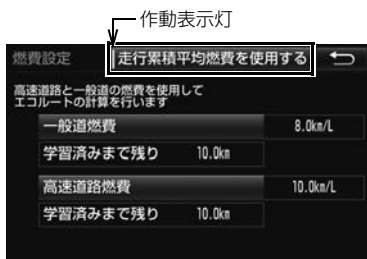 作動表示灯
燃費設定 走行累積平均燃費を使用する
高速道路と一般道の燃費を使用して
エコルートの計算を行います
一般道燃費 8.0km/L
学習済みまで残り 10.0km
高速道路燃費 10.0km/L
学習済みまで残り 10.0km